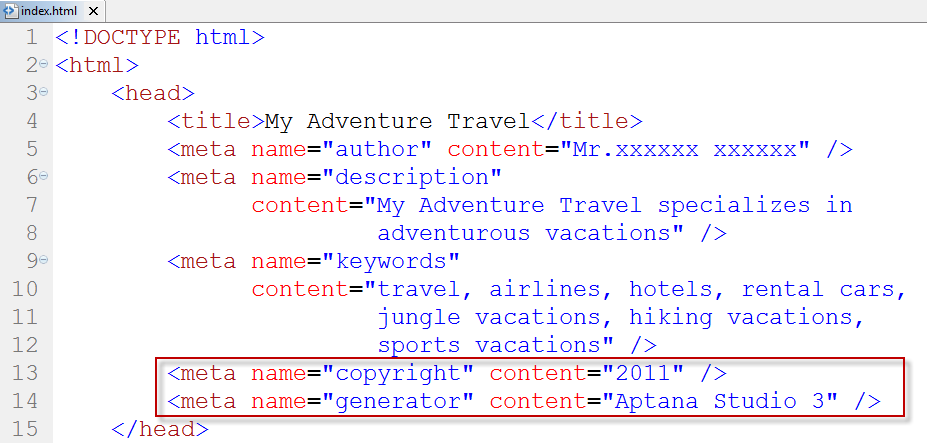 index.html
1 <!DOCTYPE html>
2 <html>
3 <head>
4 <title>My Adventure Travel</title>
5 <meta name="author" content="Mr.xxxxxx xxxxxx" />
6 <meta name="description"
7 content="My Adventure Travel specializes in
8 adventurous vacations" />
9 <meta name="keywords"
10 content="travel, airlines, hotels, rental cars,
11 jungle vacations, hiking vacations,
12 sports vacations" />
13 <meta name="copyright" content="2011" />
14 <meta name="generator" content="Aptana Studio 3" />
15 </head>